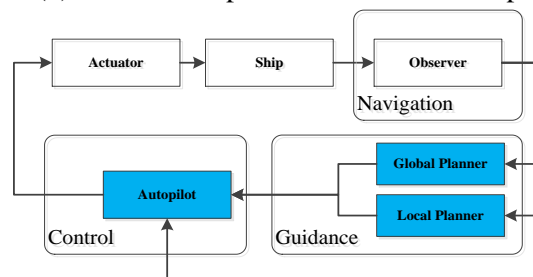 Actuator
Ship
Observer
Navigation
Global Planner
Autopilot
Local Planner
Control
Guidance